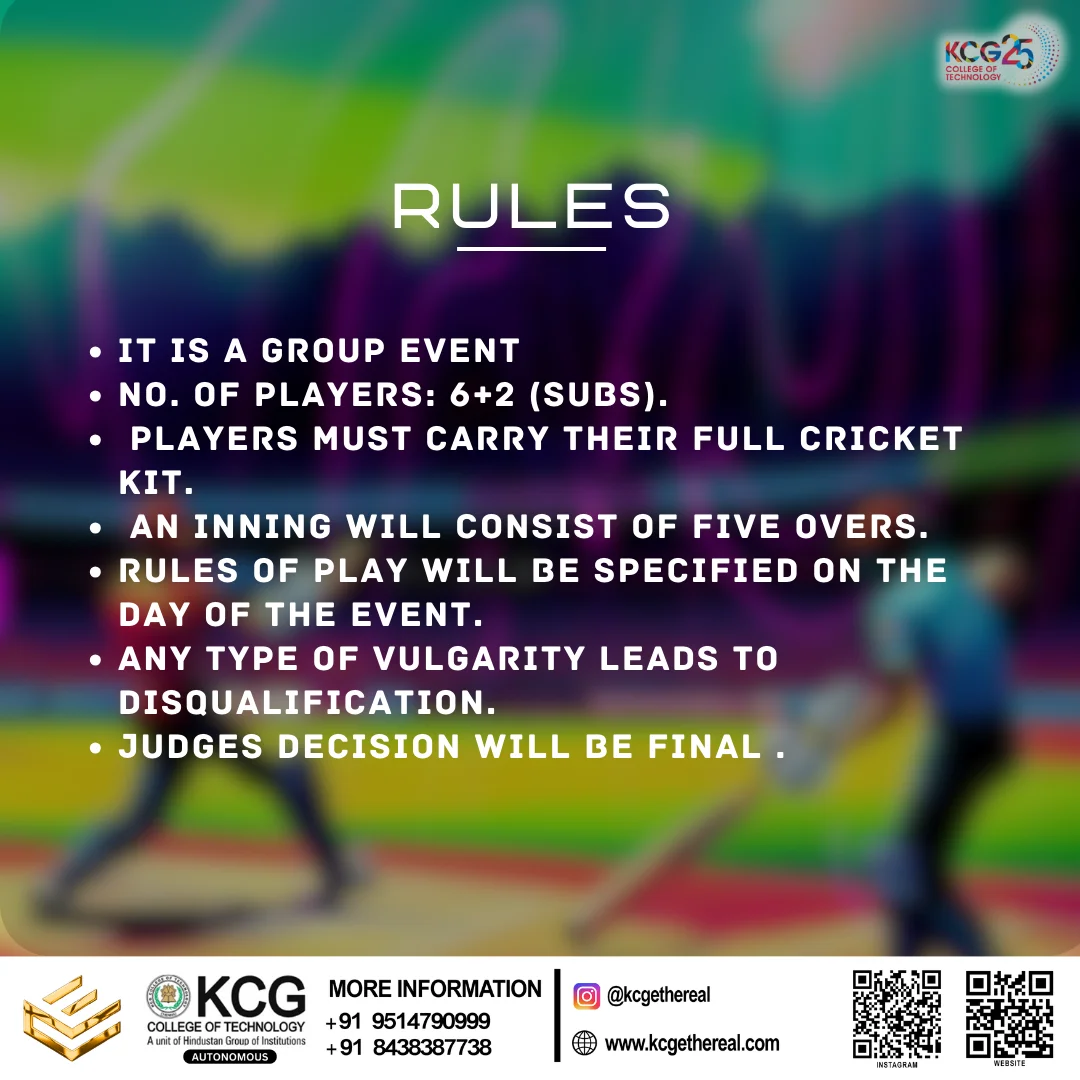 KCG25
COLLEGE OF
TECHNOLOGY
RULES
• IT IS A GROUP EVENT
• NO. OF PLAYERS: 6+2 (SUBS).
• PLAYERS MUST CARRY THEIR FULL CRICKET
KIT.
• AN INNING WILL CONSIST OF FIVE OVERS.
• RULES OF PLAY WILL BE SPECIFIED ON THE
DAY OF THE EVENT.
• ANY TYPE OF VULGARITY LEADS TO
DISQUALIFICATION.
• JUDGES DECISION WILL BE FINAL .
KCG
COLLEGE OF TECHNOLOGY
A unit of Hindustan Group of Institutions
AUTONOMOUS
MORE INFORMATION
+91 9514790999
+91 8438387738
@kcgethereal
www.kcgethereal.com
INSTAGRAM
WEBSITE